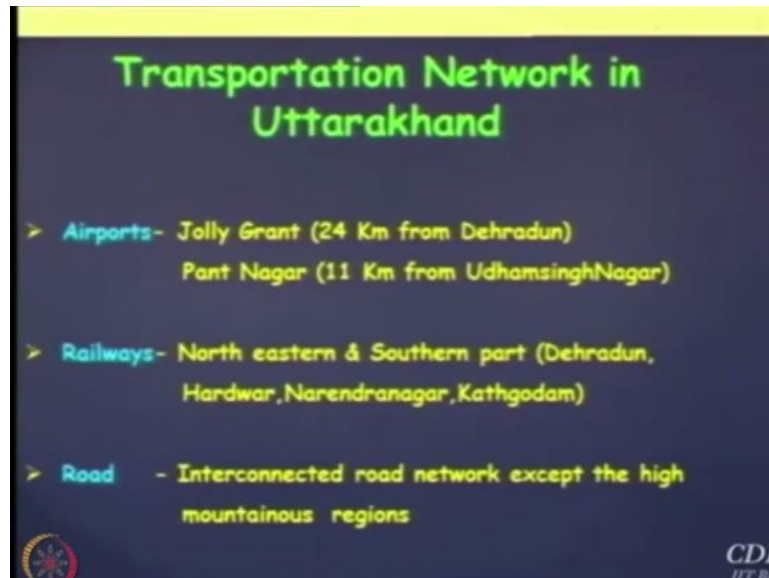 Transportation Network in
Uttarakhand
➢ Airports- Jolly Grant (24 Km from Dehradun)
Pant Nagar (11 Km from UdhamsinghNagar)
➢ Railways- North eastern & Southern part (Dehradun,
Hardwar,Narendranagar,Kathgodam)
➢ Road - Interconnected road network except the high
mountainous regions